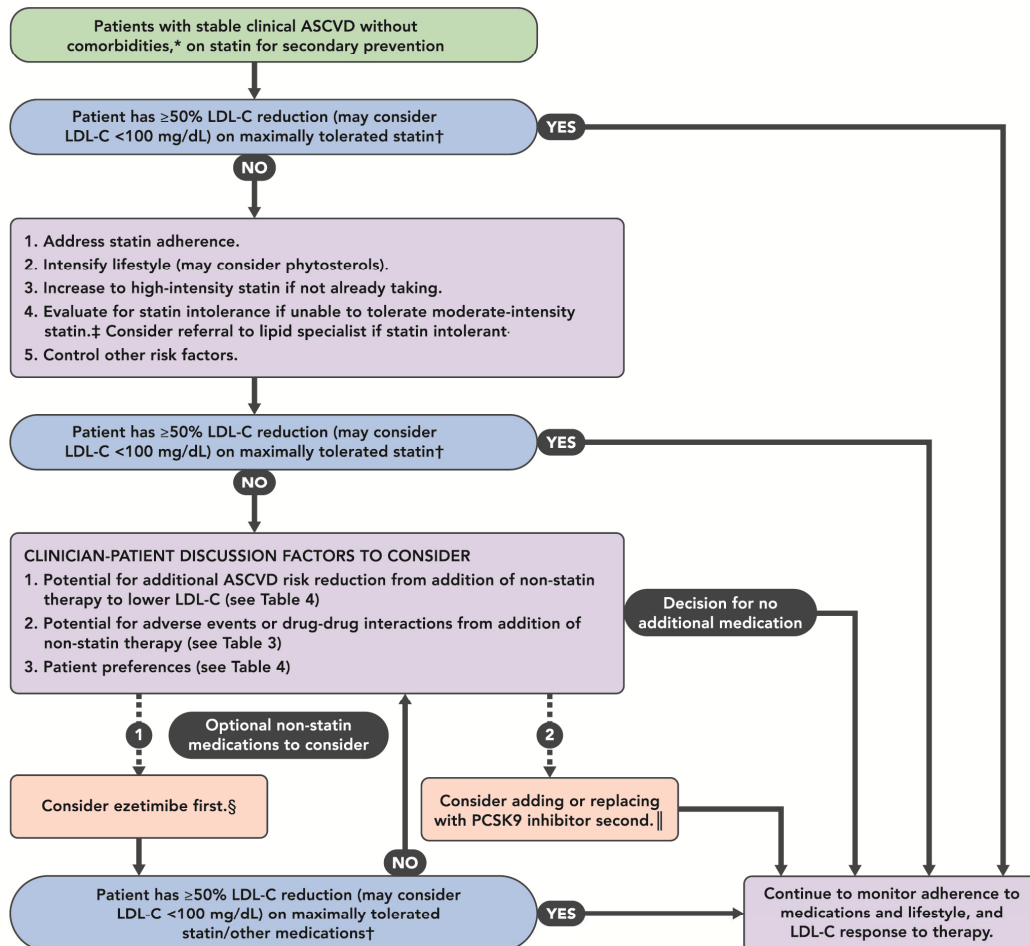 Patients with stable clinical ASCVD without
comorbidities,* on statin for secondary prevention
Patient has ≥50% LDL-C reduction (may consider
LDL-C <100 mg/dL) on maximally tolerated statin†
YES
NO
1. Address statin adherence.
2. Intensify lifestyle (may consider phytosterols).
3. Increase to high-intensity statin if not already taking.
4. Evaluate for statin intolerance if unable to tolerate moderate-intensity
statin.‡ Consider referral to lipid specialist if statin intolerant.
5. Control other risk factors.
Patient has ≥50% LDL-C reduction (may consider
LDL-C <100 mg/dL) on maximally tolerated statin†
YES
NO
CLINICIAN-PATIENT DISCUSSION FACTORS TO CONSIDER
1. Potential for additional ASCVD risk reduction from addition of non-statin
therapy to lower LDL-C (see Table 4)
2. Potential for adverse events or drug-drug interactions from addition of
non-statin therapy (see Table 3)
3. Patient preferences (see Table 4)
Decision for no
additional medication
1
Optional non-statin
medications to consider
2
Consider ezetimibe first.§
Consider adding or replacing
with PCSK9 inhibitor second.‖
NO
Patient has ≥50% LDL-C reduction (may consider
LDL-C <100 mg/dL) on maximally tolerated
statin/other medications†
YES
Continue to monitor adherence to
medications and lifestyle, and
LDL-C response to therapy.